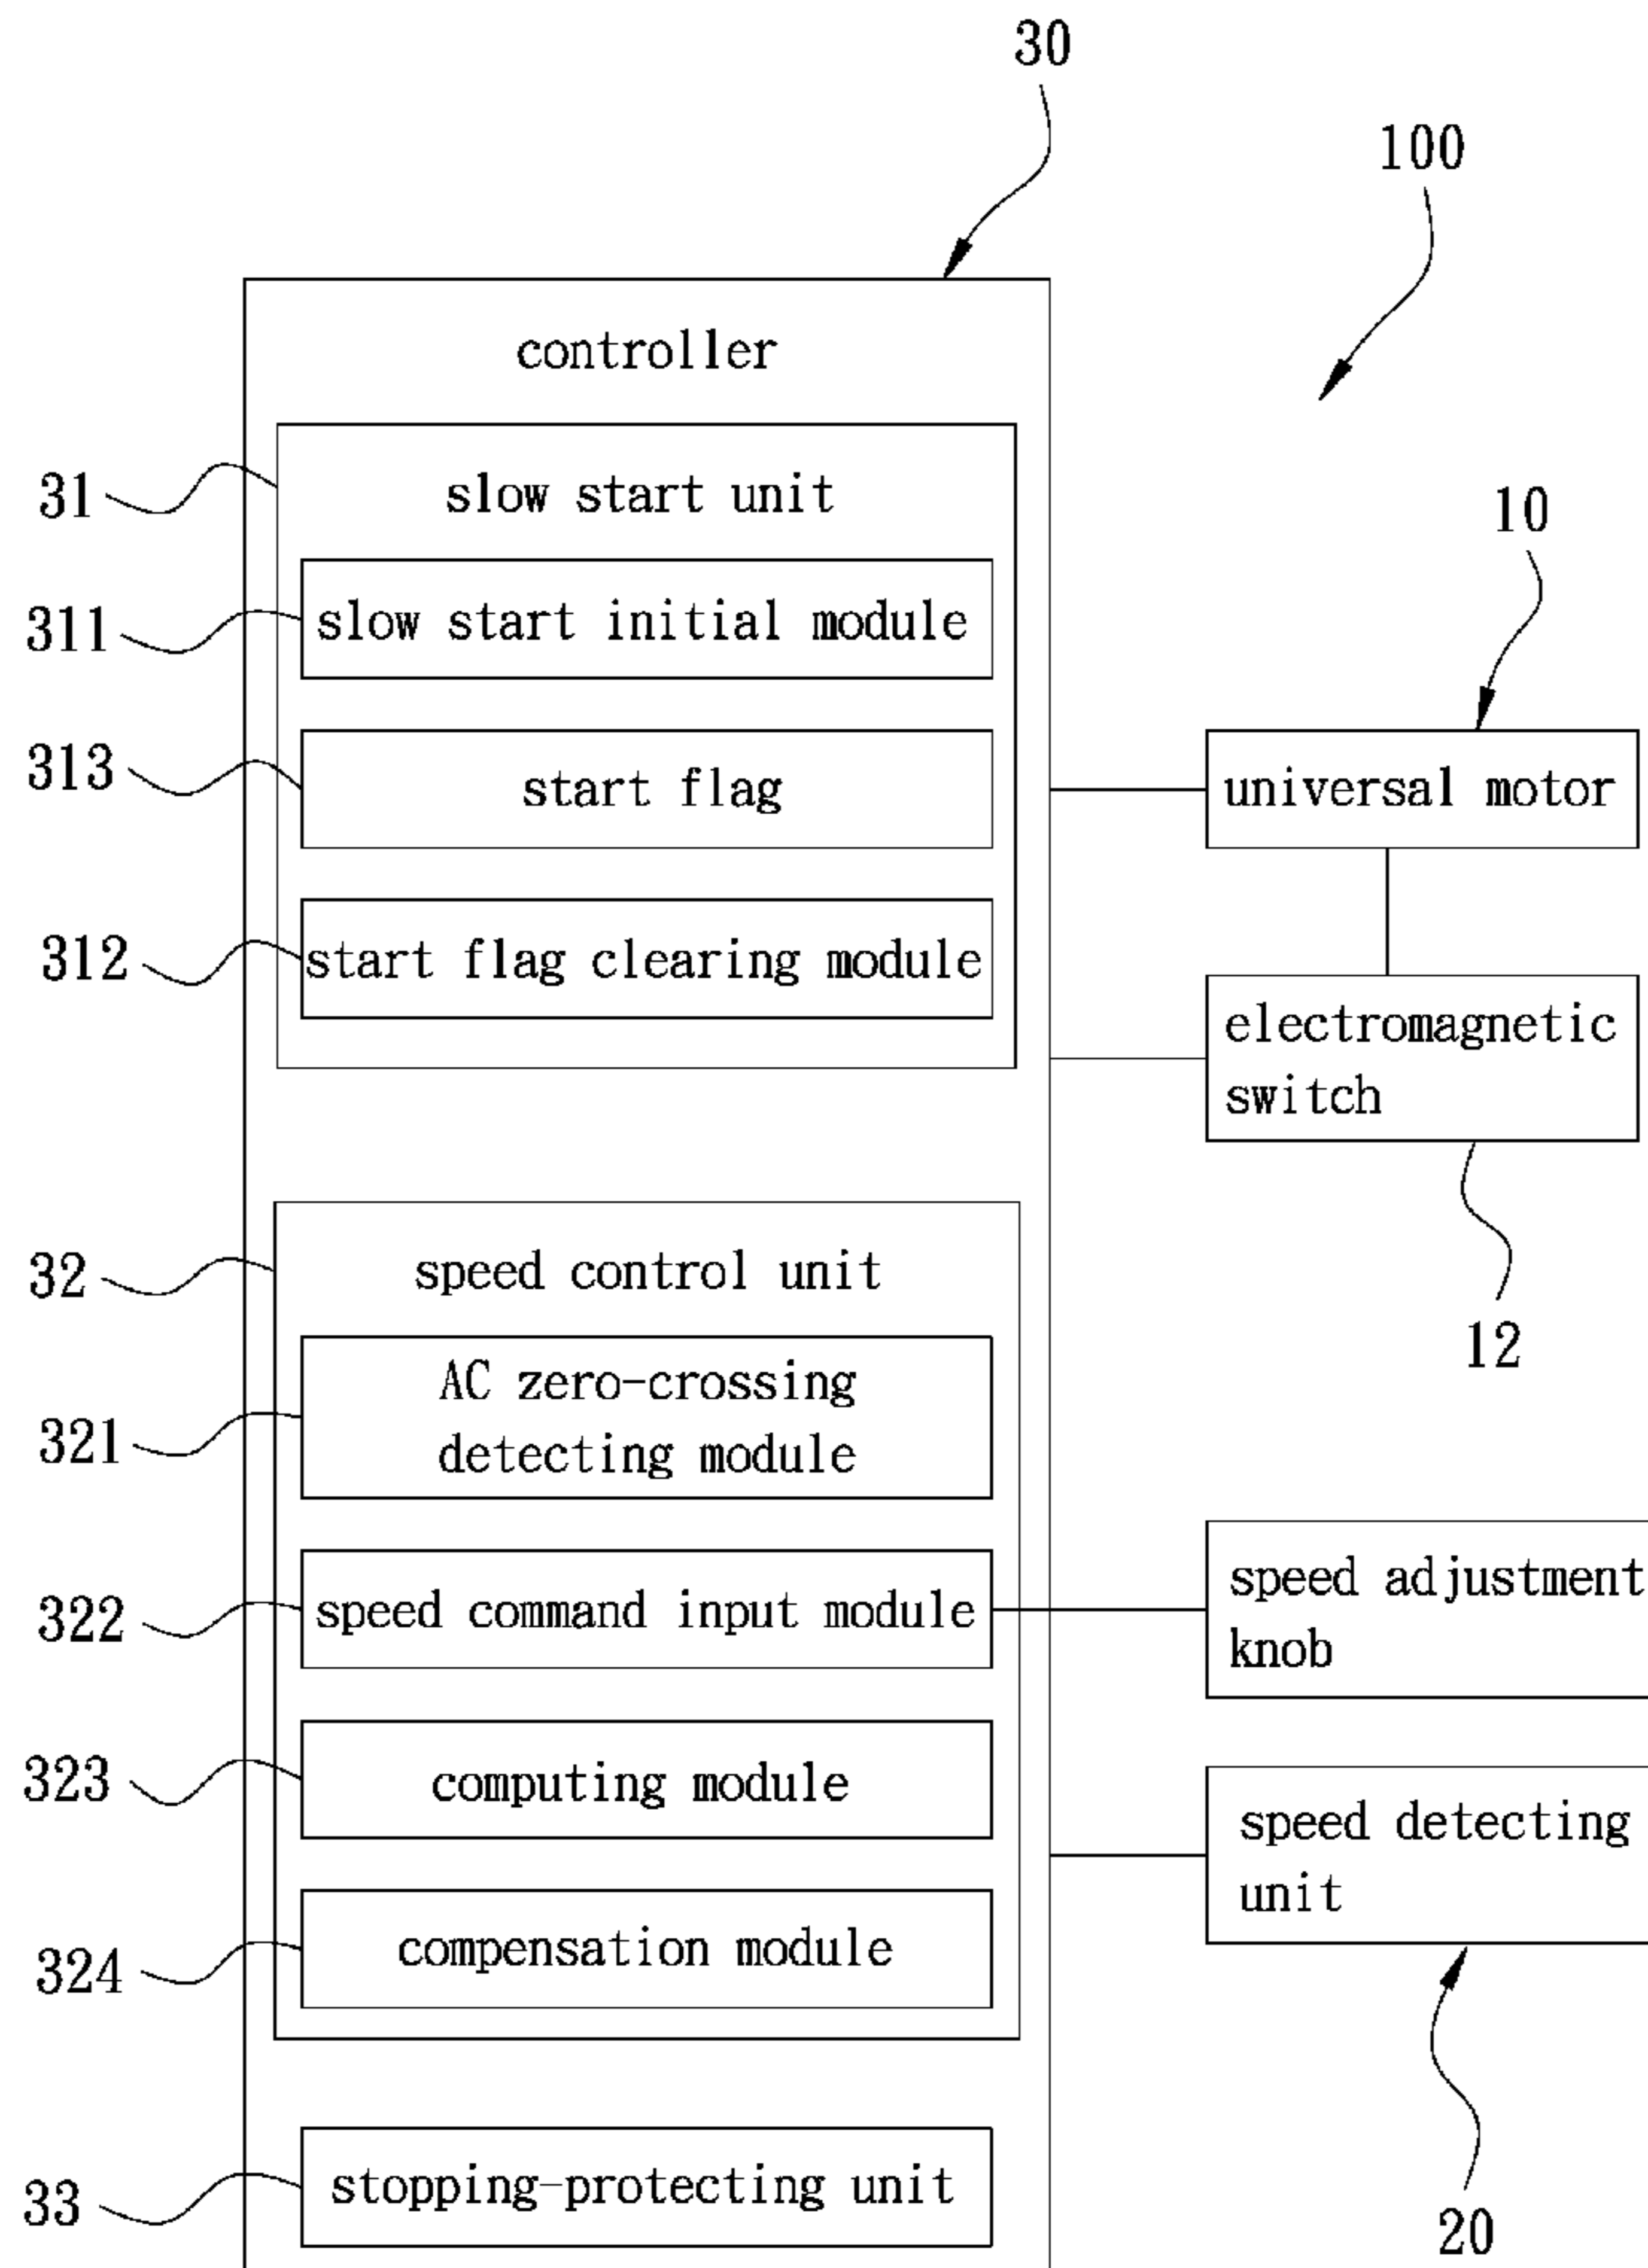 30
100
controller
31
slow start unit
10
311
slow start initial module
313
start flag
universal motor
312
start flag clearing module
electromagnetic
switch
32
speed control unit
12
321
AC zero-crossing
detecting module
322
speed command input module
speed adjustment
knob
323
computing module
speed detecting
unit
324
compensation module
33
stopping-protecting unit
20